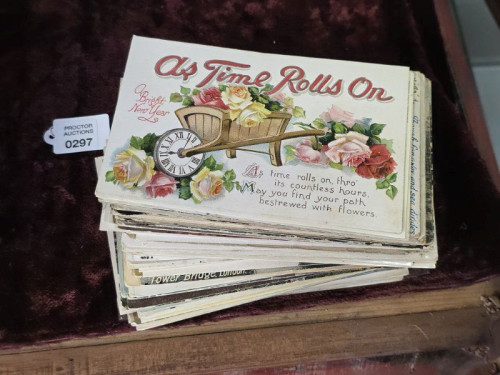 As Time Rolls On
A
Bright
New Year
As time rolls on, thro'
its countless hours,
May you find your path
bestrewed with flowers.
PROCTOR
AUCTIONS
0297
Tower Bridge, London.